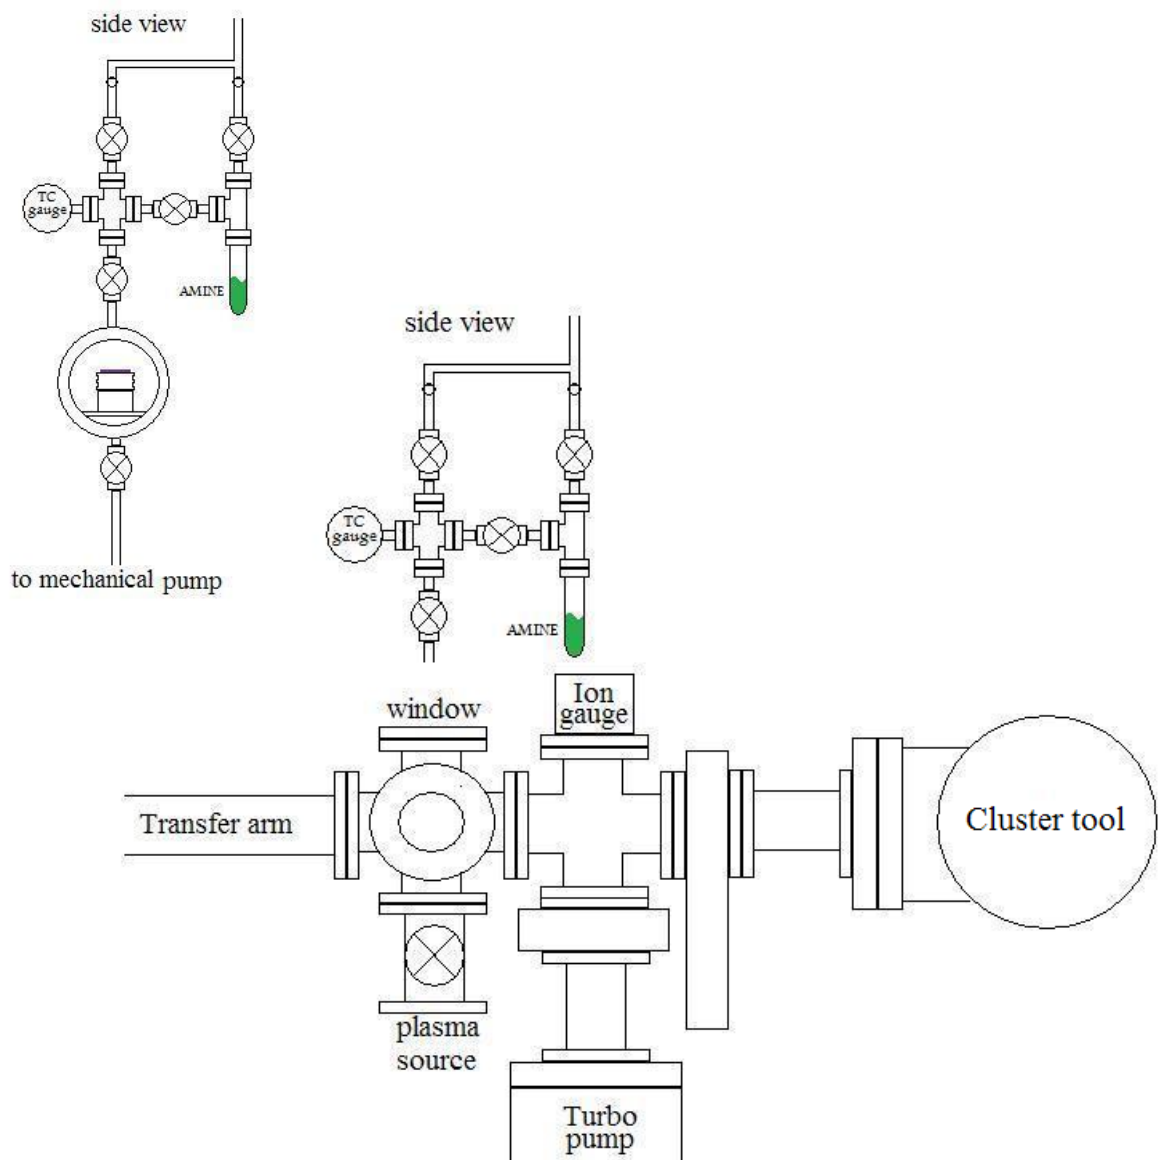 side view
TC
gauge
AMINE
to mechanical pump
side view
TC
gauge
AMINE
Ion
gauge
window
Transfer arm
Cluster tool
plasma
source
Turbo
pump